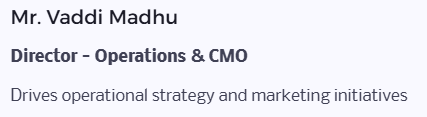 Mr. Vaddi Madhu
Director - Operations & CMO
Drives operational strategy and marketing initiatives